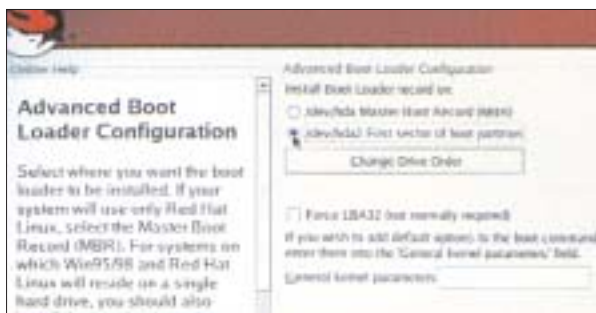 Online Help
Advanced Boot
Loader Configuration
Select where you want the boot
loader to be installed. If your
system will use only Red Hat
Linux, select the Master Boot
Record (MBR). For systems on
which Win95/98 and Red Hat
Linux will reside on a single
hard drive, you should also
Advanced Boot Loader Configuration
Install Boot Loader record on:
/dev/hda Master Boot Record (MBR)
/dev/hda2 First sector of boot partition
Change Drive Order
Force LBA32 (not normally required)
If you wish to add default options to the boot command
enter them into the 'General kernel parameters' field.
General kernel parameters